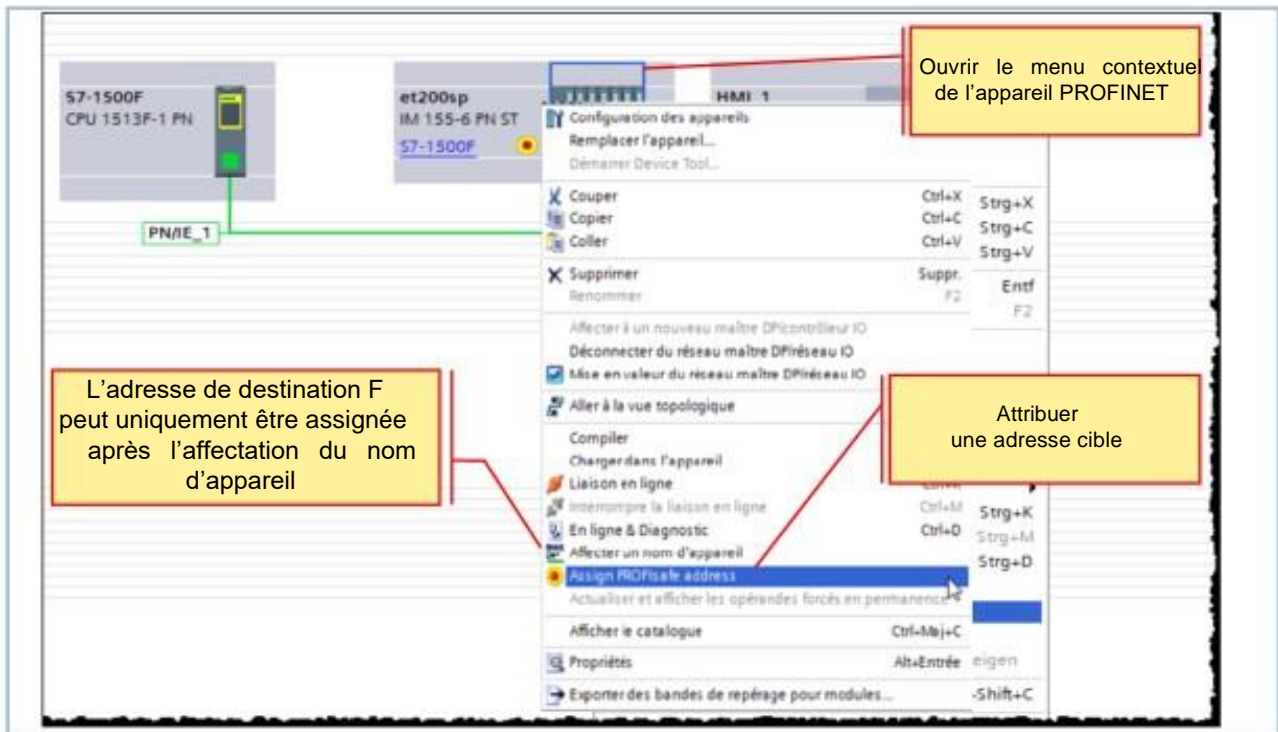 Ouvrir le menu contextuel
de l'appareil PROFINET
S7-1500F
CPU 1513F-1 PN
et200sp
IM 155-6 PN ST
S7-1500F
HMI_1
PN/IE_1
Configuration des appareils
Remplacer l'appareil...
Démarrer Device Tool...
Couper Ctrl+X
Copier Ctrl+C
Coller Ctrl+V
Supprimer Suppr.
Renommer F2
Affecter à un nouveau maître DP/contrôleur IO
Déconnecter du réseau maître DP/réseau IO
Mise en valeur du réseau maître DP/réseau IO
Aller à la vue topologique
Compiler
Charger dans l'appareil
Liaison en ligne
Interrompre la liaison en ligne Ctrl+M
En ligne & Diagnostic Ctrl+D
Affecter un nom d'appareil
Assign PROFIsafe address
Actualiser et afficher les opérandes forcés en permanence
Afficher le catalogue Ctrl+Maj+C
Propriétés Alt+Entrée
Exporter des bandes de repérage pour modules...
Strg+X
Strg+C
Strg+V
Entf
F2
Strg+K
Strg+M
Strg+D
eigen
-Shift+C
L'adresse de destination F
peut uniquement être assignée
après l'affectation du nom
d'appareil
Attribuer
une adresse cible